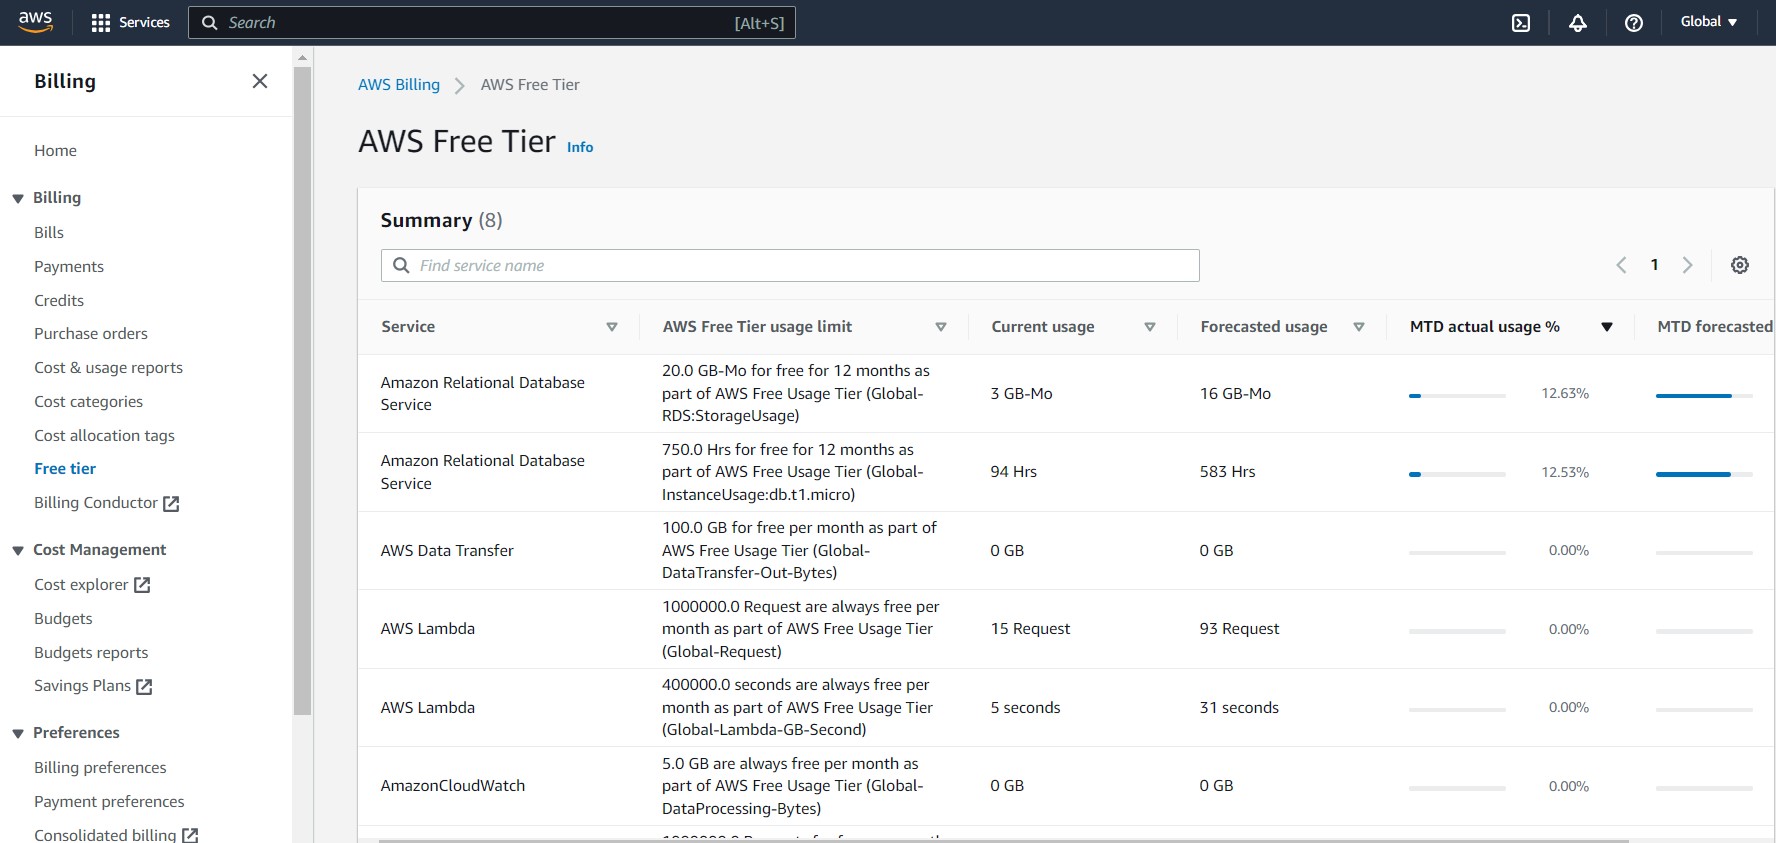 aws
Services
Search
[Alt+S]
Global
Billing
Home
Billing
Bills
Payments
Credits
Purchase orders
Cost & usage reports
Cost categories
Cost allocation tags
Free tier
Billing Conductor
Cost Management
Cost explorer
Budgets
Budgets reports
Savings Plans
Preferences
Billing preferences
Payment preferences
Consolidated billing
AWS Billing
AWS Free Tier
AWS Free Tier Info
Summary (8)
Find service name
1
Service
AWS Free Tier usage limit
Current usage
Forecasted usage
MTD actual usage %
MTD forecasted
Amazon Relational Database
Service
20.0 GB-Mo for free for 12 months as
part of AWS Free Usage Tier (Global-
RDS:StorageUsage)
3 GB-Mo
16 GB-Mo
12.63%
Amazon Relational Database
Service
750.0 Hrs for free for 12 months as
part of AWS Free Usage Tier (Global-
InstanceUsage:db.t1.micro)
94 Hrs
583 Hrs
12.53%
AWS Data Transfer
100.0 GB for free per month as part of
AWS Free Usage Tier (Global-
DataTransfer-Out-Bytes)
0 GB
0 GB
0.00%
AWS Lambda
1000000.0 Request are always free per
month as part of AWS Free Usage Tier
(Global-Request)
15 Request
93 Request
0.00%
AWS Lambda
400000.0 seconds are always free per
month as part of AWS Free Usage Tier
(Global-Lambda-GB-Second)
5 seconds
31 seconds
0.00%
AmazonCloudWatch
5.0 GB are always free per month as
part of AWS Free Usage Tier (Global-
DataProcessing-Bytes)
0 GB
0 GB
0.00%